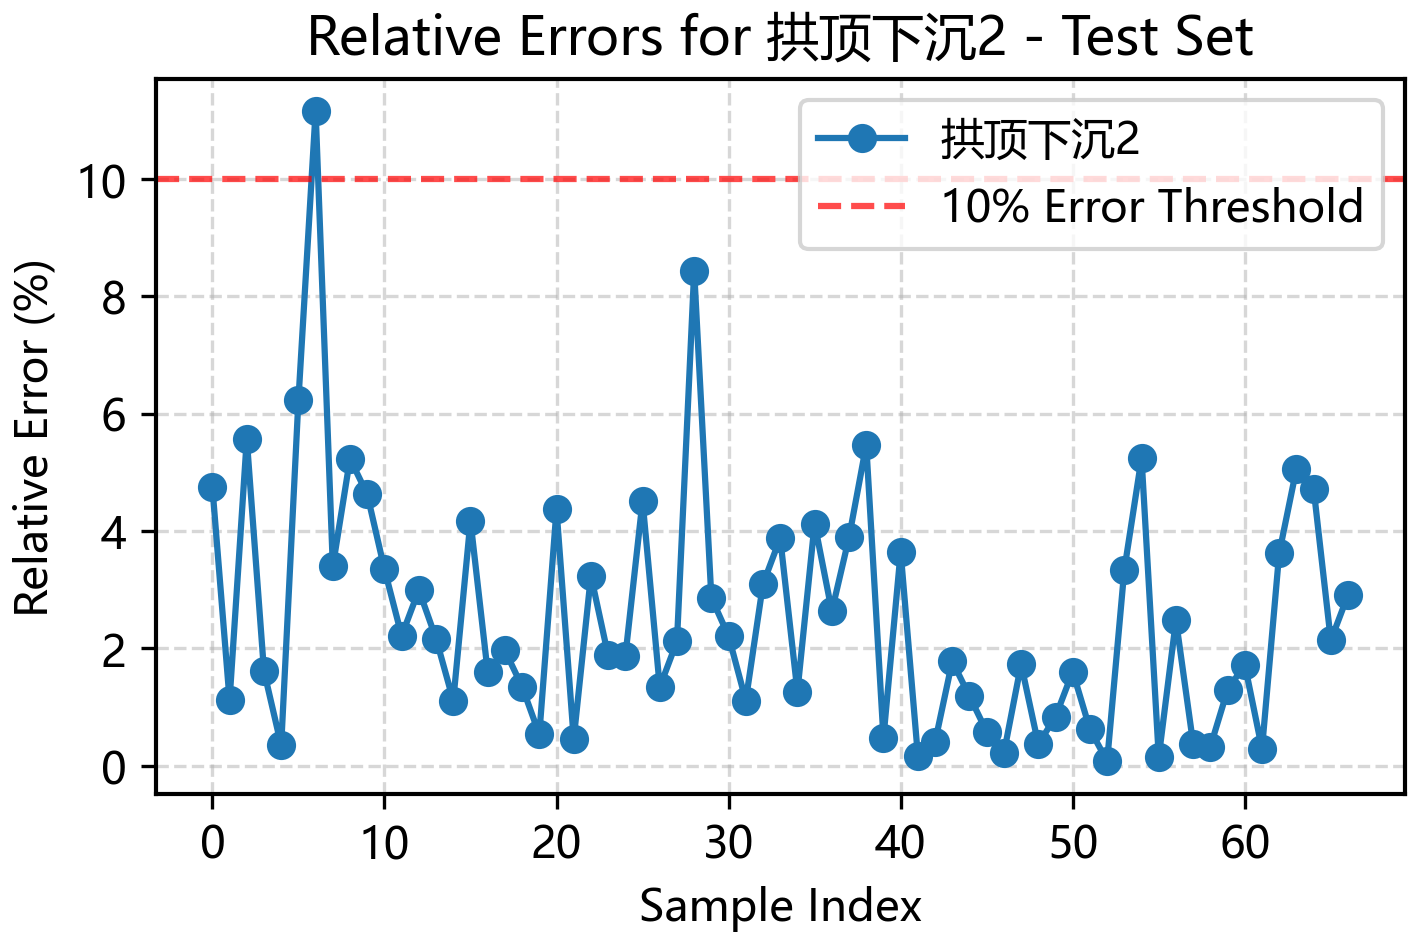 Relative Errors for 拱顶下沉2 - Test Set
拱顶下沉2
10% Error Threshold
Relative Error (%)
10
8
6
4
2
0
0 10 20 30 40 50 60
Sample Index